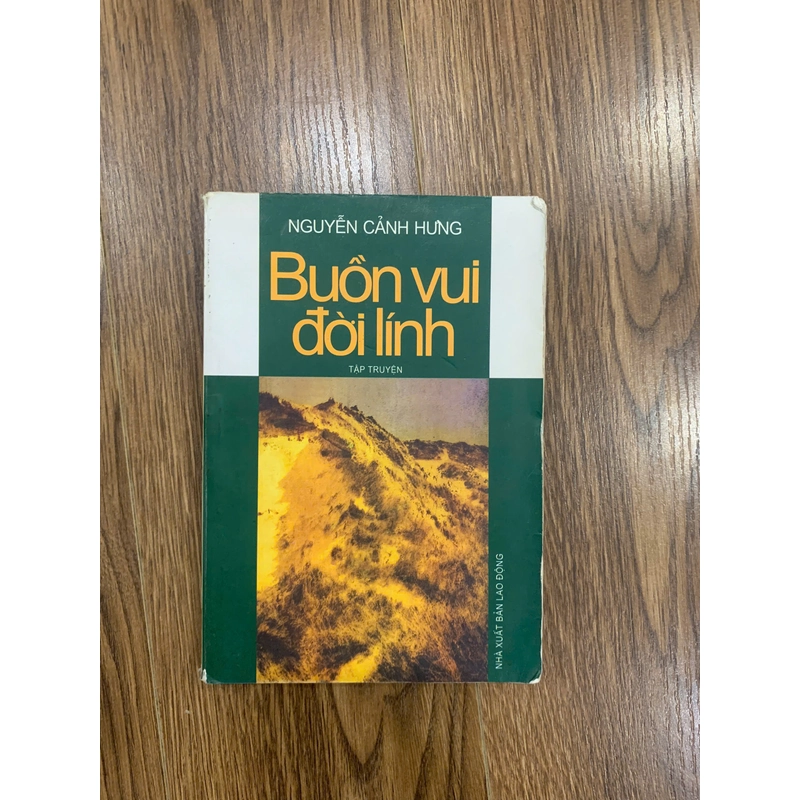 NGUYỄN CẢNH HƯNG
Buồn vui
đời lính
TẬP TRUYỆN
NHÀ XUẤT BẢN LAO ĐỘNG